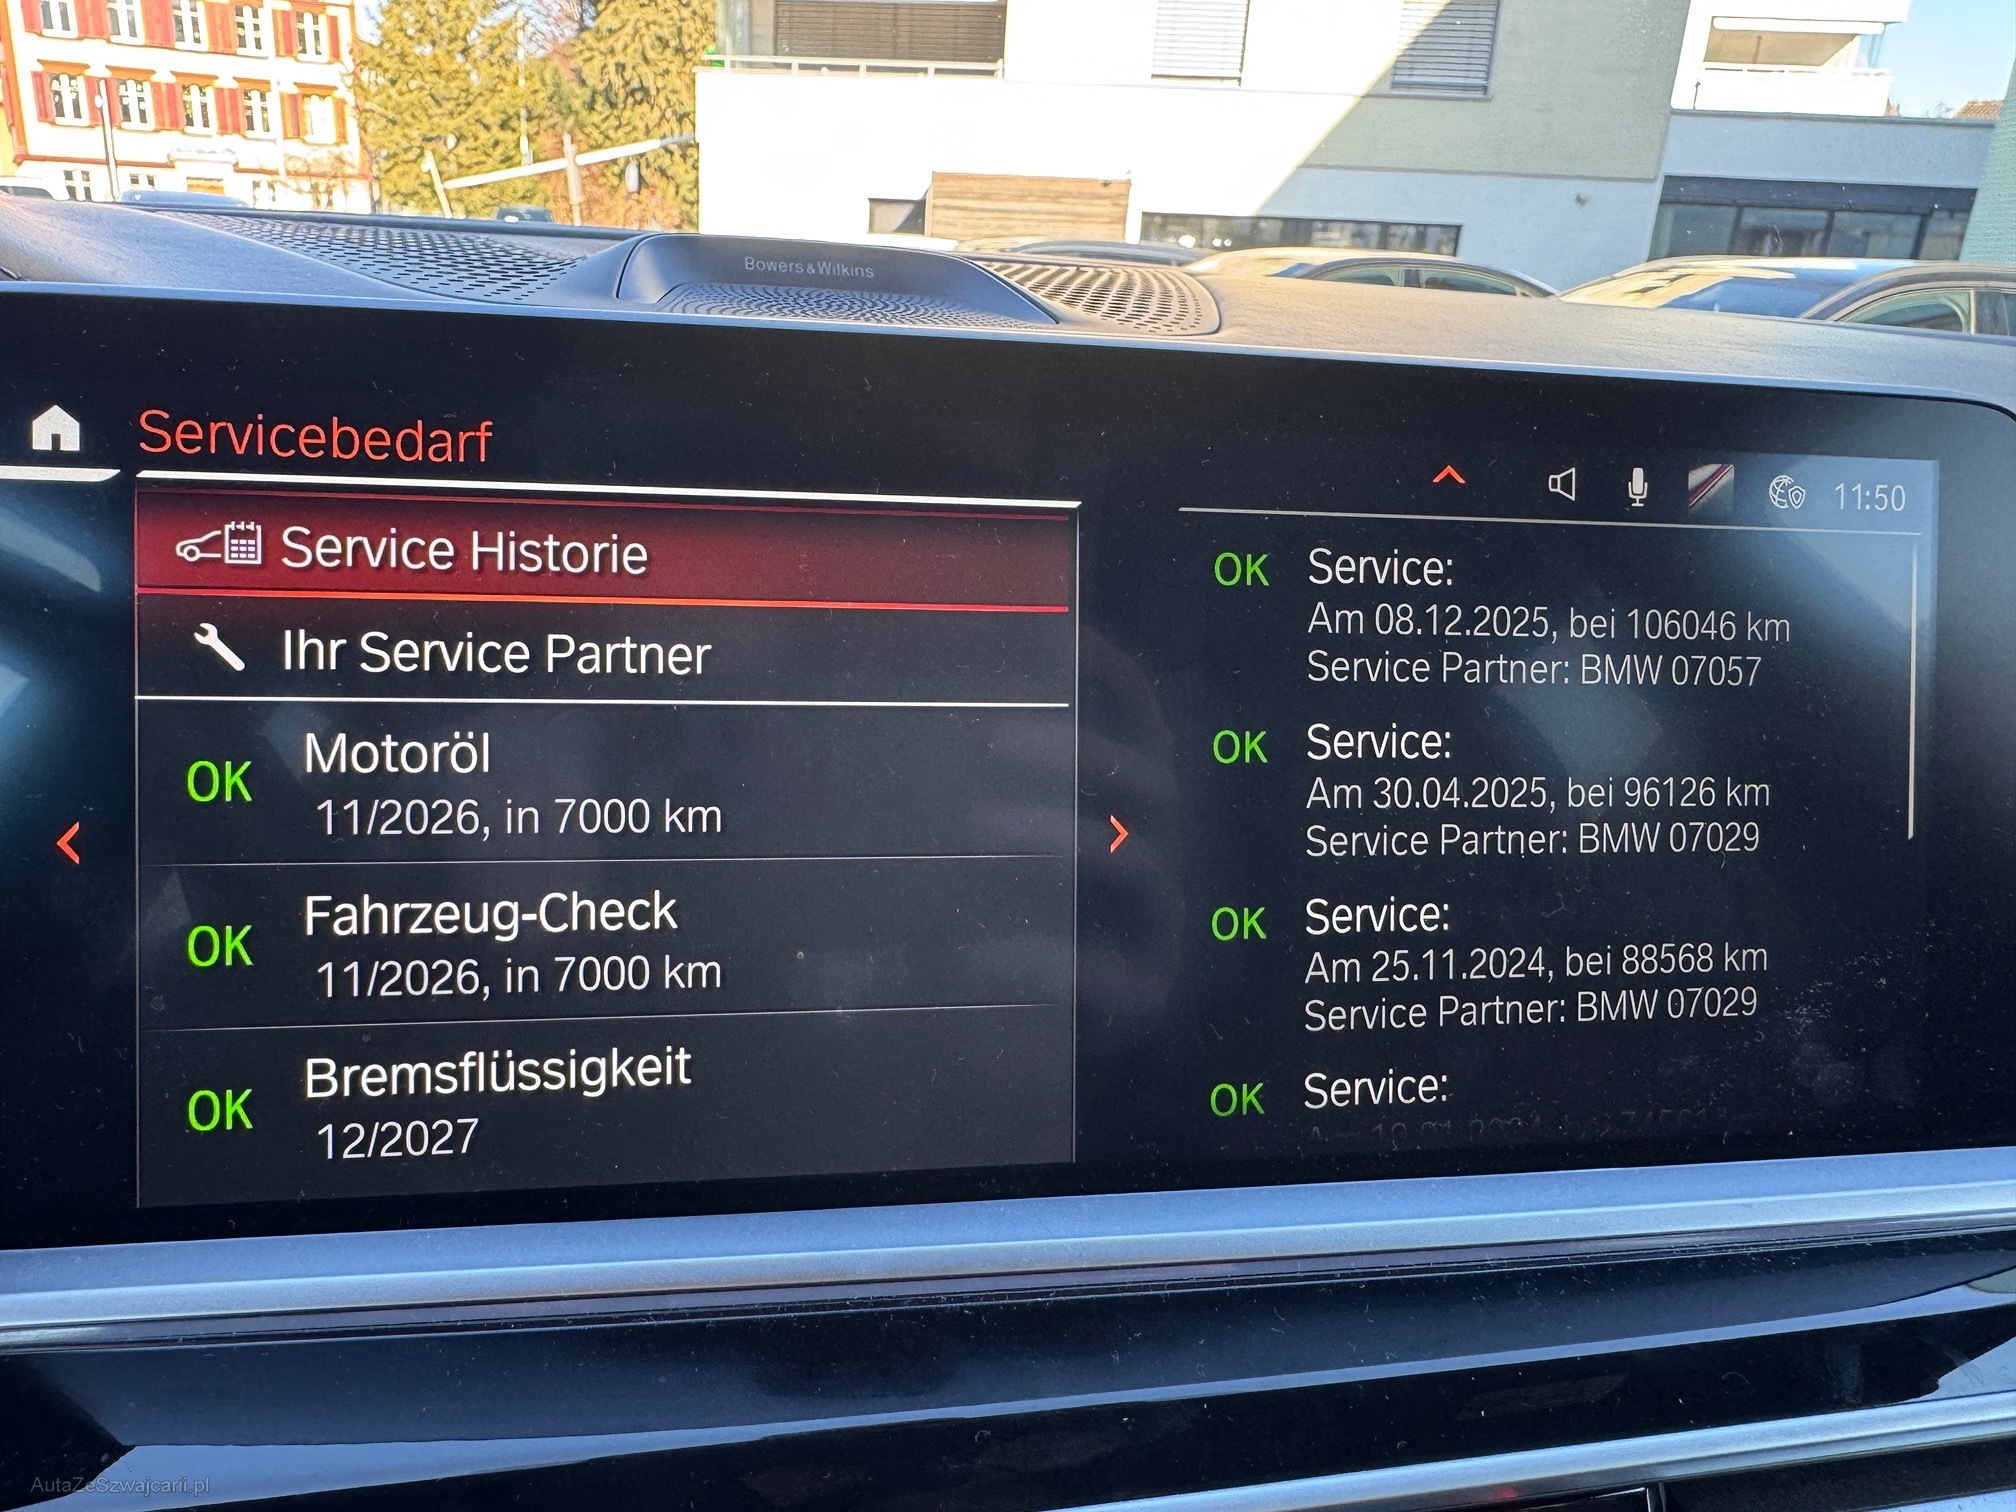 Bowers & Wilkins
Servicebedarf
11:50
Service Historie
Ihr Service Partner
OK Motoröl
11/2026, in 7000 km
OK Fahrzeug-Check
11/2026, in 7000 km
OK Bremsflüssigkeit
12/2027
OK Service:
Am 08.12.2025, bei 106046 km
Service Partner: BMW 07057
OK Service:
Am 30.04.2025, bei 96126 km
Service Partner: BMW 07029
OK Service:
Am 25.11.2024, bei 88568 km
Service Partner: BMW 07029
OK Service:
AutaZeSzwajcarii.pl